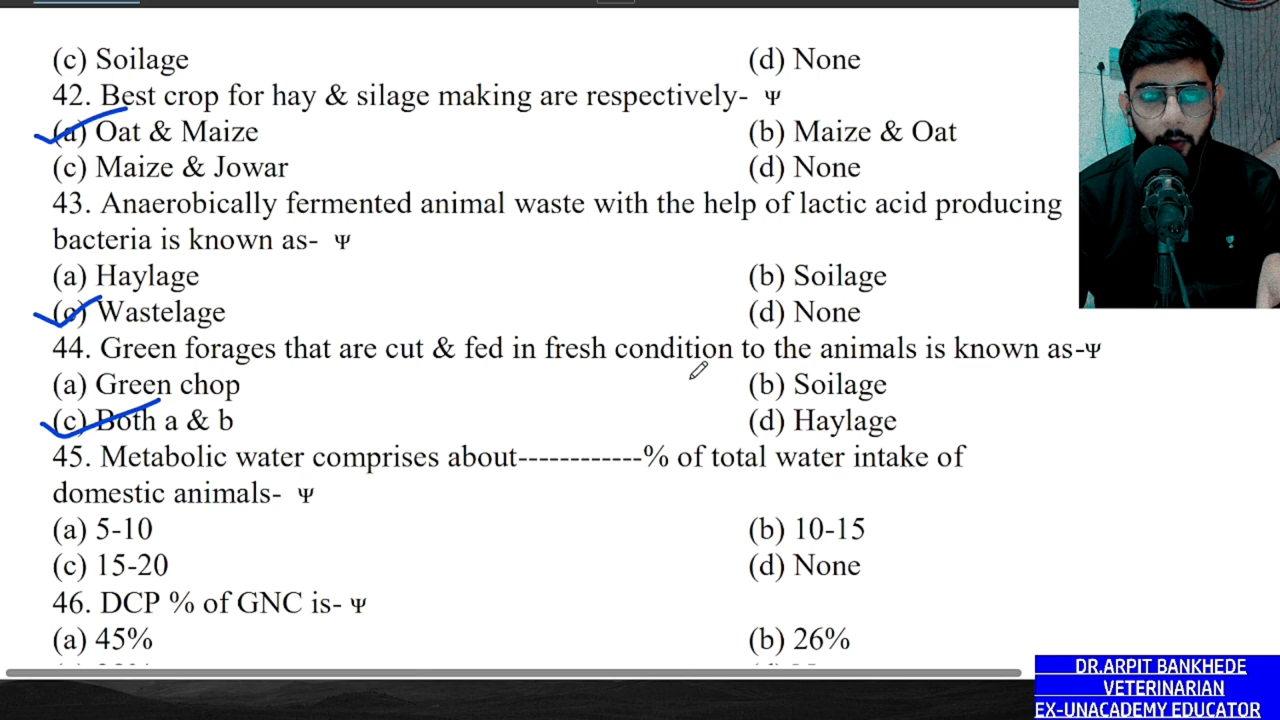 (c) Soilage (d) None
42. Best crop for hay & silage making are respectively- Ψ
(a) Oat & Maize (b) Maize & Oat
(c) Maize & Jowar (d) None
43. Anaerobically fermented animal waste with the help of lactic acid producing
bacteria is known as- Ψ
(a) Haylage (b) Soilage
(c) Wastelage (d) None
44. Green forages that are cut & fed in fresh condition to the animals is known as-Ψ
(a) Green chop (b) Soilage
(c) Both a & b (d) Haylage
45. Metabolic water comprises about------------% of total water intake of
domestic animals- Ψ
(a) 5-10 (b) 10-15
(c) 15-20 (d) None
46. DCP % of GNC is- Ψ
(a) 45% (b) 26%
DR.ARPIT BANKHEDE
VETERINARIAN
EX-UNACADEMY EDUCATOR